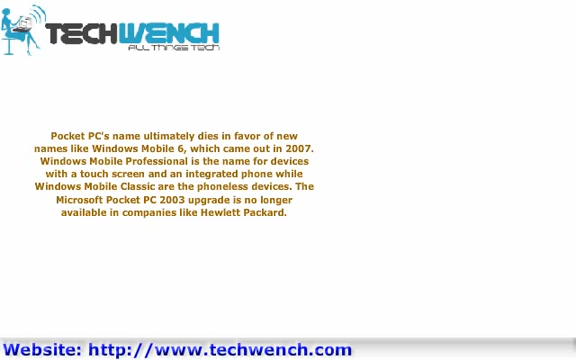 TECHWENCH
ALL THINGS TECH
Pocket PC's name ultimately dies in favor of new
names like Windows Mobile 6, which came out in 2007.
Windows Mobile Professional is the name for devices
with a touch screen and an integrated phone while
Windows Mobile Classic are the phoneless devices. The
Microsoft Pocket PC 2003 upgrade is no longer
available in companies like Hewlett Packard.
Website: http://www.techwench.com